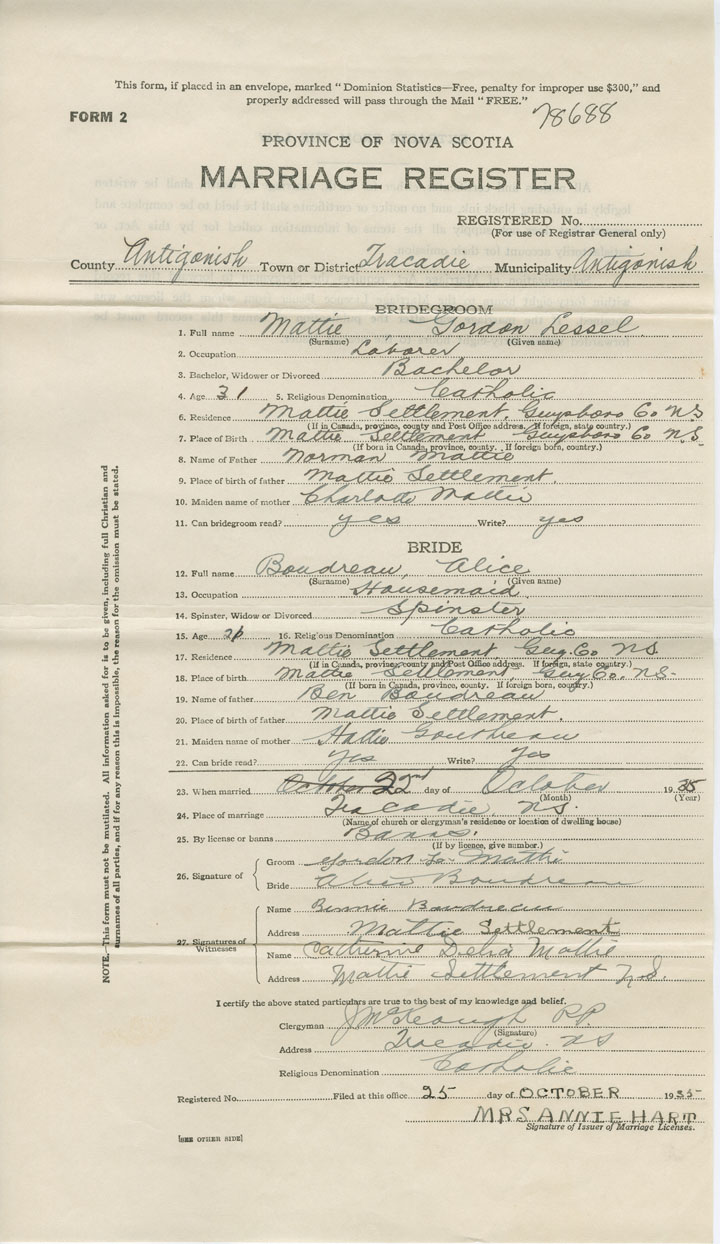 This form, if placed in an envelope, marked "Dominion Statistics—Free, penalty for improper use $300," and
properly addressed will pass through the Mail "FREE."
FORM 2
78688
PROVINCE OF NOVA SCOTIA
MARRIAGE REGISTER
REGISTERED No.
(For use of Registrar General only)
County Antigonish Town or District Tracadie Municipality Antigonish
BRIDEGROOM
1. Full name Mattie Gordon Lessel
(Surname) (Given name)
2. Occupation Laborer
3. Bachelor, Widower or Divorced Bachelor
4. Age 31 5. Religious Denomination Catholic
6. Residence Mattie Settlement, Guysboro Co N.S
(If in Canada, province, county and Post Office address. If foreign, state country.)
7. Place of Birth Mattie Settlement Guysboro Co N.S.
(If born in Canada, province, county. If foreign born, country.)
8. Name of Father Norman Mattie
9. Place of birth of father Mattie Settlement.
10. Maiden name of mother Charlotte Mattie
11. Can bridegroom read? yes Write? yes
BRIDE
12. Full name Boudreau, Alice
(Surname) (Given name)
13. Occupation Housemaid
14. Spinster, Widow or Divorced Spinster
15. Age 16. Religious Denomination Catholic
17. Residence Mattie Settlement Guy. Co N.S
(If in Canada, province, county and Post Office address. If foreign, state country.)
18. Place of birth Mattie Settlement, Guy Co. N.S.
(If born in Canada, province, county. If foreign born, country.)
19. Name of father Ben Boudreau
20. Place of birth of father Mattie Settlement.
21. Maiden name of mother Hattie
22. Can bride read? Yes Write? Yes
23. When married October 22nd day of October 1935
(Month) (Year)
24. Place of marriage Tracadie, N.S.
(Name of church or clergyman's residence or location of dwelling house)
25. By license or banns Banns.
(If by licence, give number.)
26. Signature of
Groom Gordon Mattie
Bride Alice Boudreau
27. Signatures of Witnesses
Name Boudreau
Address Mattie Settlement
Name Catherine Delia Mattie
Address Mattie Settlement N.S.
I certify the above stated particulars are true to the best of my knowledge and belief.
Clergyman J McKeough P.P.
(Signature)
Address Tracadie. N S
Religious Denomination Catholic
Registered No. Filed at this office 25 day of OCTOBER 1935
MRS ANNIE HART
Signature of Issuer of Marriage Licenses.
[SEE OTHER SIDE]
NOTE.—This form must not be mutilated. All information asked for is to be given, including full Christian and
surnames of all parties, and if for any reason this is impossible, the reason for the omission must be stated.